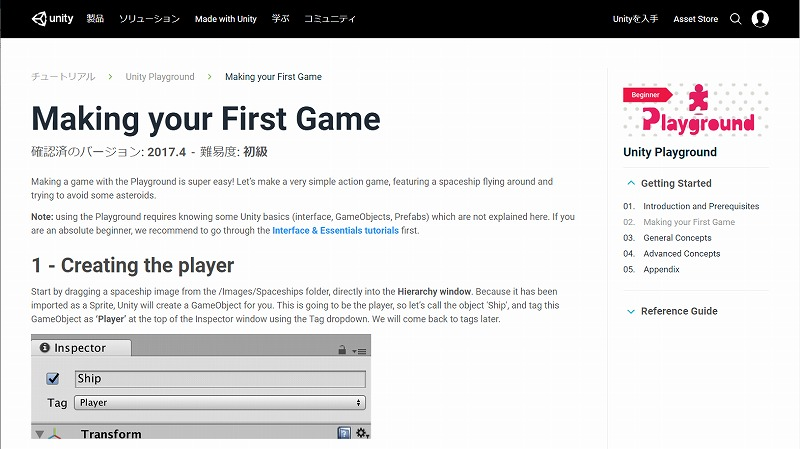 unity 製品 ソリューション Made with Unity 学ぶ コミュニティ Unityを入手 Asset Store
チュートリアル > Unity Playground > Making your First Game
Making your First Game
確認済のバージョン: 2017.4 - 難易度: 初級
Making a game with the Playground is super easy! Let's make a very simple action game, featuring a spaceship flying around and
trying to avoid some asteroids.
Note: using the Playground requires knowing some Unity basics (interface, GameObjects, Prefabs) which are not explained here. If you
are an absolute beginner, we recommend to go through the Interface & Essentials tutorials first.
1 - Creating the player
Start by dragging a spaceship image from the /Images/Spaceships folder, directly into the Hierarchy window. Because it has been
imported as a Sprite, Unity will create a GameObject for you. This is going to be the player, so let's call the object 'Ship', and tag this
GameObject as 'Player' at the top of the Inspector window using the Tag dropdown. We will come back to tags later.
Inspector
Ship
Tag Player
Transform
Beginner
Playground
Unity Playground
Getting Started
01. Introduction and Prerequisites
02. Making your First Game
03. General Concepts
04. Advanced Concepts
05. Appendix
Reference Guide